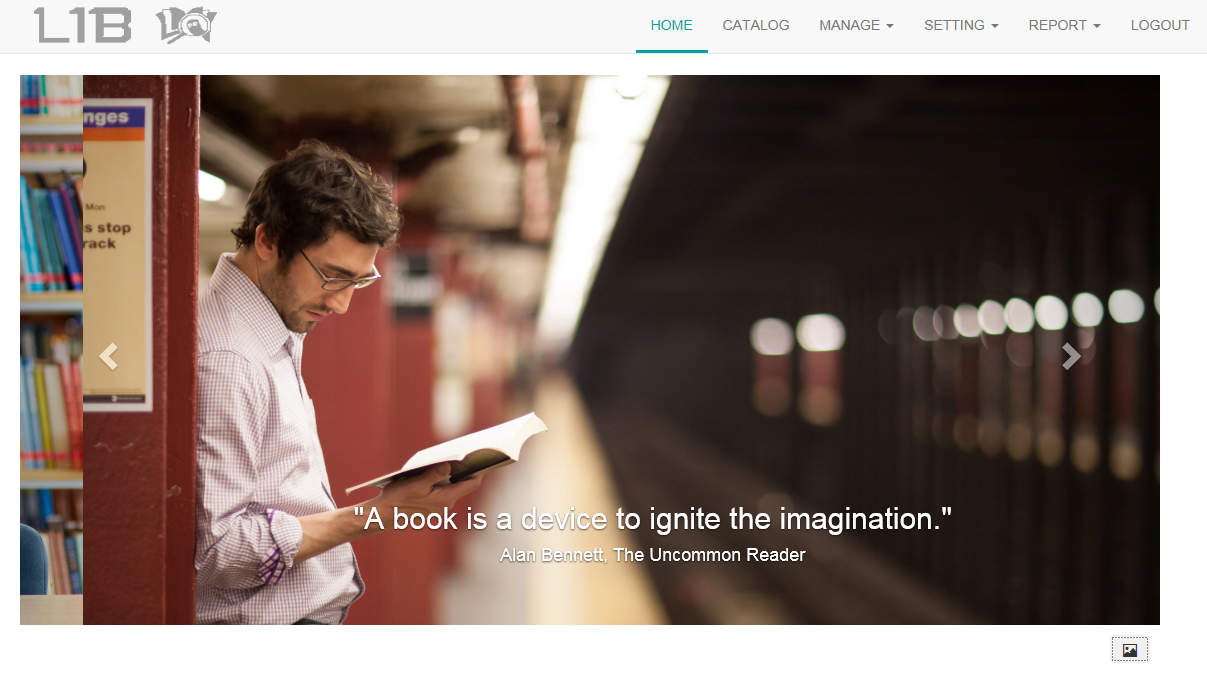 L1B
HOME CATALOG MANAGE SETTING REPORT LOGOUT
nges
Mon
s stop
rack
"A book is a device to ignite the imagination."
Alan Bennett, The Uncommon Reader